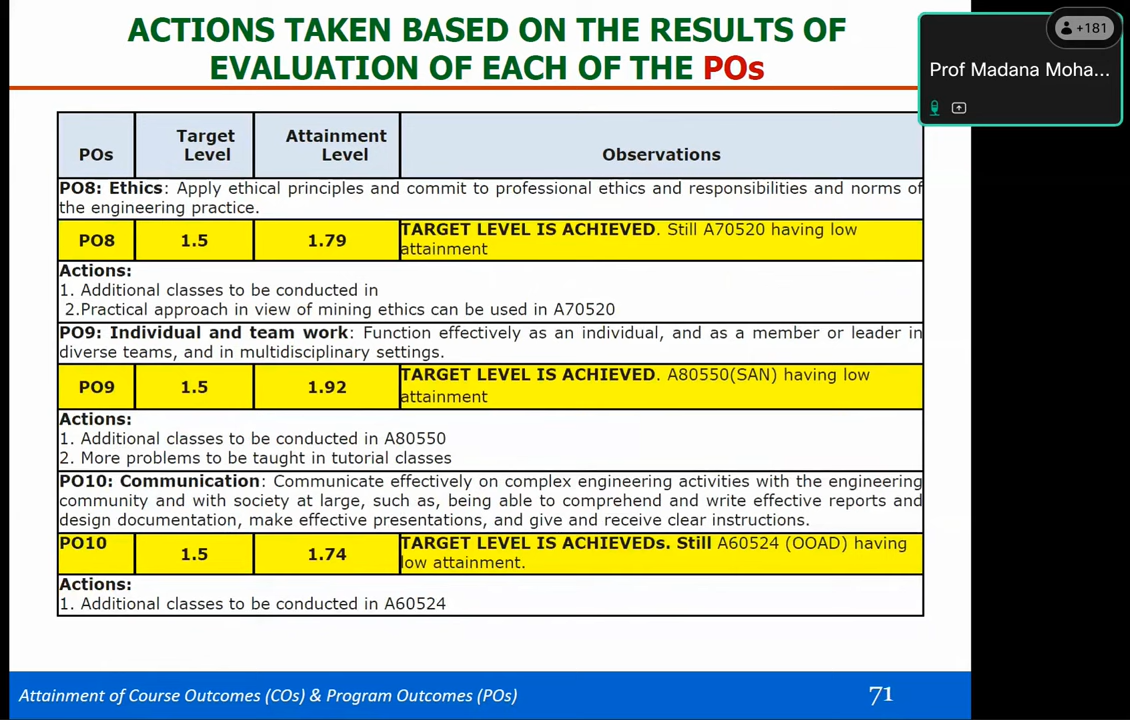 ACTIONS TAKEN BASED ON THE RESULTS OF
EVALUATION OF EACH OF THE POs
+181
Prof Madana Moha...
POs
Target
Level
Attainment
Level
Observations
PO8: Ethics: Apply ethical principles and commit to professional ethics and responsibilities and norms of
the engineering practice.
PO8
1.5
1.79
TARGET LEVEL IS ACHIEVED. Still A70520 having low
attainment
Actions:
1. Additional classes to be conducted in
2.Practical approach in view of mining ethics can be used in A70520
PO9: Individual and team work: Function effectively as an individual, and as a member or leader in
diverse teams, and in multidisciplinary settings.
PO9
1.5
1.92
TARGET LEVEL IS ACHIEVED. A80550(SAN) having low
attainment
Actions:
1. Additional classes to be conducted in A80550
2. More problems to be taught in tutorial classes
PO10: Communication: Communicate effectively on complex engineering activities with the engineering
community and with society at large, such as, being able to comprehend and write effective reports and
design documentation, make effective presentations, and give and receive clear instructions.
PO10
1.5
1.74
TARGET LEVEL IS ACHIEVEDs. Still A60524 (OOAD) having
low attainment.
Actions:
1. Additional classes to be conducted in A60524
Attainment of Course Outcomes (COs) & Program Outcomes (POs)
71